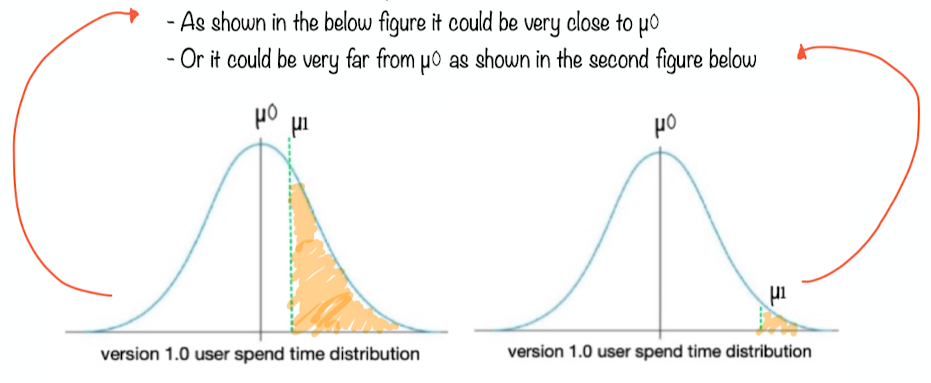 - As shown in the below figure it could be very close to μ0
- Or it could be very far from μ0 as shown in the second figure below
μ0 μ1
version 1.0 user spend time distribution
μ0
μ1
version 1.0 user spend time distribution